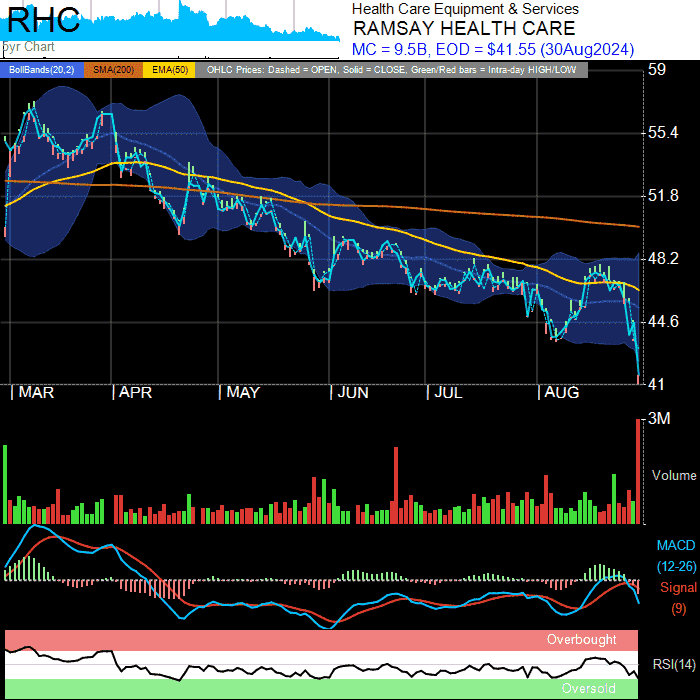 RHC
5yr Chart
Health Care Equipment & Services
RAMSAY HEALTH CARE
MC = 9.5B, EOD = $41.55 (30Aug2024)
BollBands(20,2) SMA(200) EMA(50) OHLC Prices: Dashed = OPEN, Solid = CLOSE, Green/Red bars = Intra-day HIGH/LOW
59
55.4
51.8
48.2
44.6
41
MAR APR MAY JUN JUL AUG
3M
Volume
MACD
(12-26)
Signal
(9)
Overbought
RSI(14)
Oversold